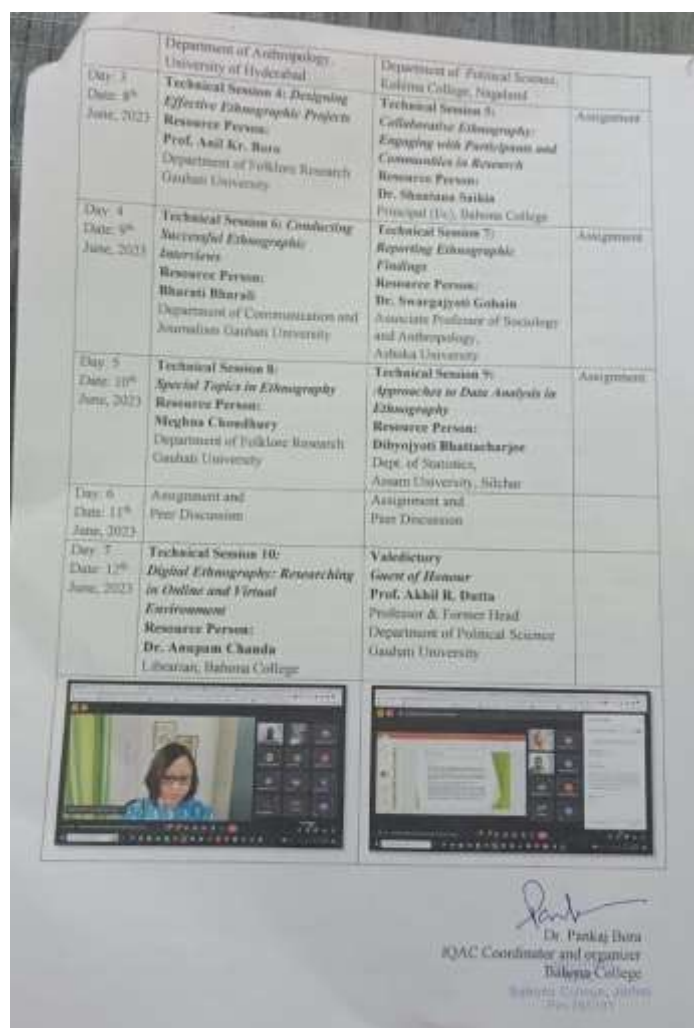 Department of Anthropology
University of Hyderabad
Department of Political Science,
Kohima College, Nagaland
Day: 3
Date: 8th
June, 2023
Technical Session 4: Designing
Effective Ethnographic Projects
Resource Person:
Prof. Anil Kr. Boro
Department of Folklore Research
Gauhati University
Technical Session 5:
Collaborative Ethnography:
Engaging with Participants and
Communities in Research
Resource Person:
Dr. Shantana Saikia
Principal (I/c), Bahona College
Assignment
Day: 4
Date: 9th
June, 2023
Technical Session 6: Conducting
Successful Ethnographic
Interviews
Resource Person:
Bharati Bharali
Department of Communication and
Journalism Gauhati University
Technical Session 7:
Reporting Ethnographic
Findings
Resource Person:
Dr. Swargajyoti Gohain
Associate Professor of Sociology
and Anthropology,
Ashoka University
Assignment
Day: 5
Date: 10th
June, 2023
Technical Session 8:
Special Topics in Ethnography
Resource Person:
Meghna Choudhury
Department of Folklore Research
Gauhati University
Technical Session 9:
Approaches to Data Analysis in
Ethnography
Resource Person:
Dibyojyoti Bhattacharjee
Dept. of Statistics,
Assam University, Silchar
Assignment
Day: 6
Date: 11th
June, 2023
Assignment and
Peer Discussion
Assignment and
Peer Discussion
Day: 7
Date: 12th
June, 2023
Technical Session 10:
Digital Ethnography: Researching
in Online and Virtual
Environment
Resource Person:
Dr. Anupam Chanda
Librarian, Bahona College
Valedictory
Guest of Honour
Prof. Akhil R. Dutta
Professor & Former Head
Department of Political Science
Gauhati University
Dr. Pankaj Bora
IQAC Coordinator and organizer
Bahona College
Bahona College, Jorhat